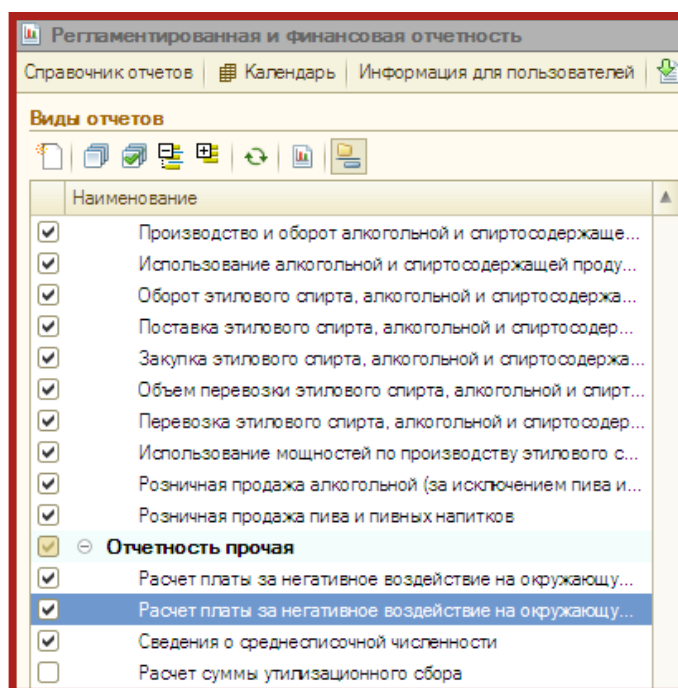 Регламентированная и финансовая отчетность
Справочник отчетов Календарь Информация для пользователей
Виды отчетов
Наименование
Производство и оборот алкогольной и спиртосодержаще...
Использование алкогольной и спиртосодержащей проду...
Оборот этилового спирта, алкогольной и спиртосодержа...
Поставка этилового спирта, алкогольной и спиртосодер...
Закупка этилового спирта, алкогольной и спиртосодержа...
Объем перевозки этилового спирта, алкогольной и спирт...
Перевозка этилового спирта, алкогольной и спиртосодер...
Использование мощностей по производству этилового с...
Розничная продажа алкогольной (за исключением пива и...
Розничная продажа пива и пивных напитков
Отчетность прочая
Расчет платы за негативное воздействие на окружающу...
Расчет платы за негативное воздействие на окружающу...
Сведения о среднесписочной численности
Расчет суммы утилизационного сбора